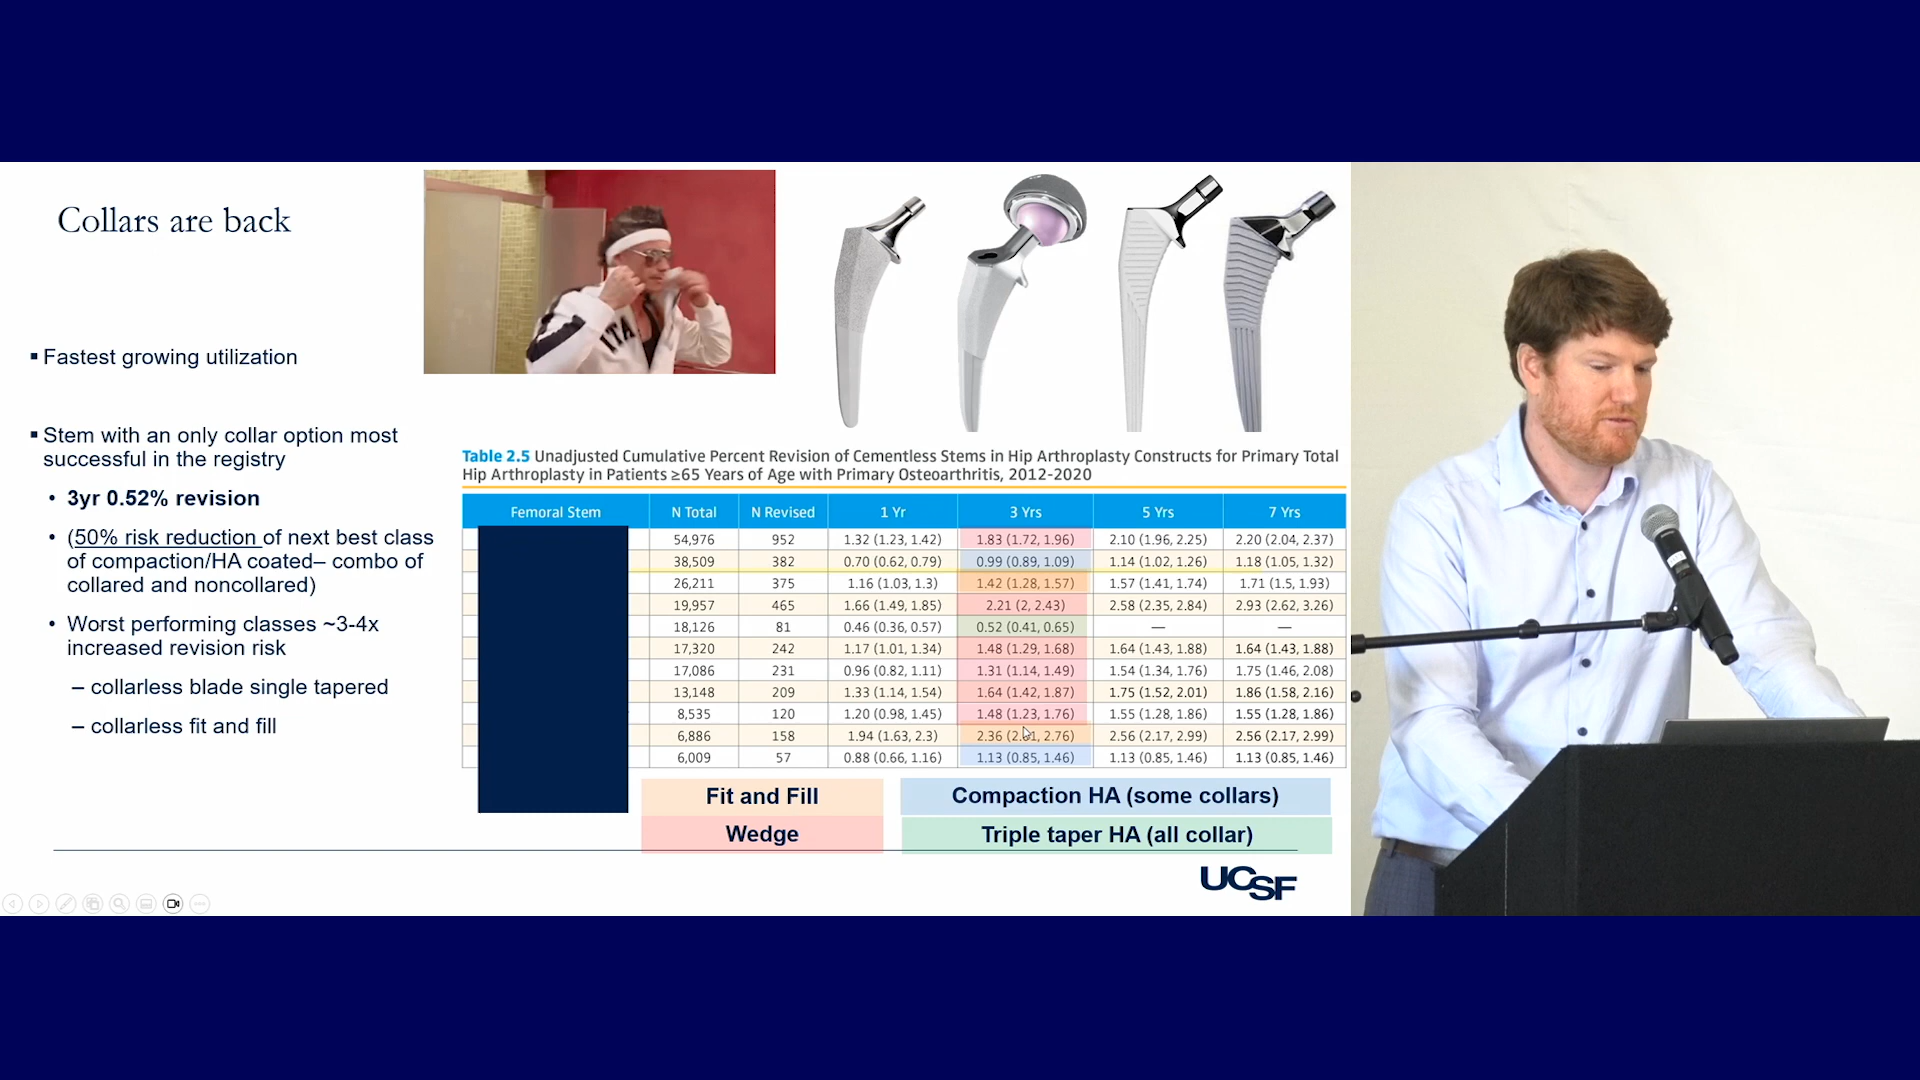 Collars are back
▪ Fastest growing utilization
▪ Stem with an only collar option most
successful in the registry
• 3yr 0.52% revision
• (50% risk reduction of next best class
of compaction/HA coated– combo of
collared and noncollared)
• Worst performing classes ~3-4x
increased revision risk
– collarless blade single tapered
– collarless fit and fill
Table 2.5 Unadjusted Cumulative Percent Revision of Cementless Stems in Hip Arthroplasty Constructs for Primary Total
Hip Arthroplasty in Patients ≥65 Years of Age with Primary Osteoarthritis, 2012-2020
Femoral Stem N Total N Revised 1 Yr 3 Yrs 5 Yrs 7 Yrs
54,976 952 1.32 (1.23, 1.42) 1.83 (1.72, 1.96) 2.10 (1.96, 2.25) 2.20 (2.04, 2.37)
38,509 382 0.70 (0.62, 0.79) 0.99 (0.89, 1.09) 1.14 (1.02, 1.26) 1.18 (1.05, 1.32)
26,211 375 1.16 (1.03, 1.3) 1.42 (1.28, 1.57) 1.57 (1.41, 1.74) 1.71 (1.5, 1.93)
19,957 465 1.66 (1.49, 1.85) 2.21 (2, 2.43) 2.58 (2.35, 2.84) 2.93 (2.62, 3.26)
18,126 81 0.46 (0.36, 0.57) 0.52 (0.41, 0.65) — —
17,320 242 1.17 (1.01, 1.34) 1.48 (1.29, 1.68) 1.64 (1.43, 1.88) 1.64 (1.43, 1.88)
17,086 231 0.96 (0.82, 1.11) 1.31 (1.14, 1.49) 1.54 (1.34, 1.76) 1.75 (1.46, 2.08)
13,148 209 1.33 (1.14, 1.54) 1.64 (1.42, 1.87) 1.75 (1.52, 2.01) 1.86 (1.58, 2.16)
8,535 120 1.20 (0.98, 1.45) 1.48 (1.23, 1.76) 1.55 (1.28, 1.86) 1.55 (1.28, 1.86)
6,886 158 1.94 (1.63, 2.3) 2.36 2.76) 2.56 (2.17, 2.99) 2.56 (2.17, 2.99)
6,009 57 0.88 (0.66, 1.16) 1.13 (0.85, 1.46) 1.13 (0.85, 1.46) 1.13 (0.85, 1.46)
Fit and Fill Compaction HA (some collars)
Wedge Triple taper HA (all collar)
UCSF